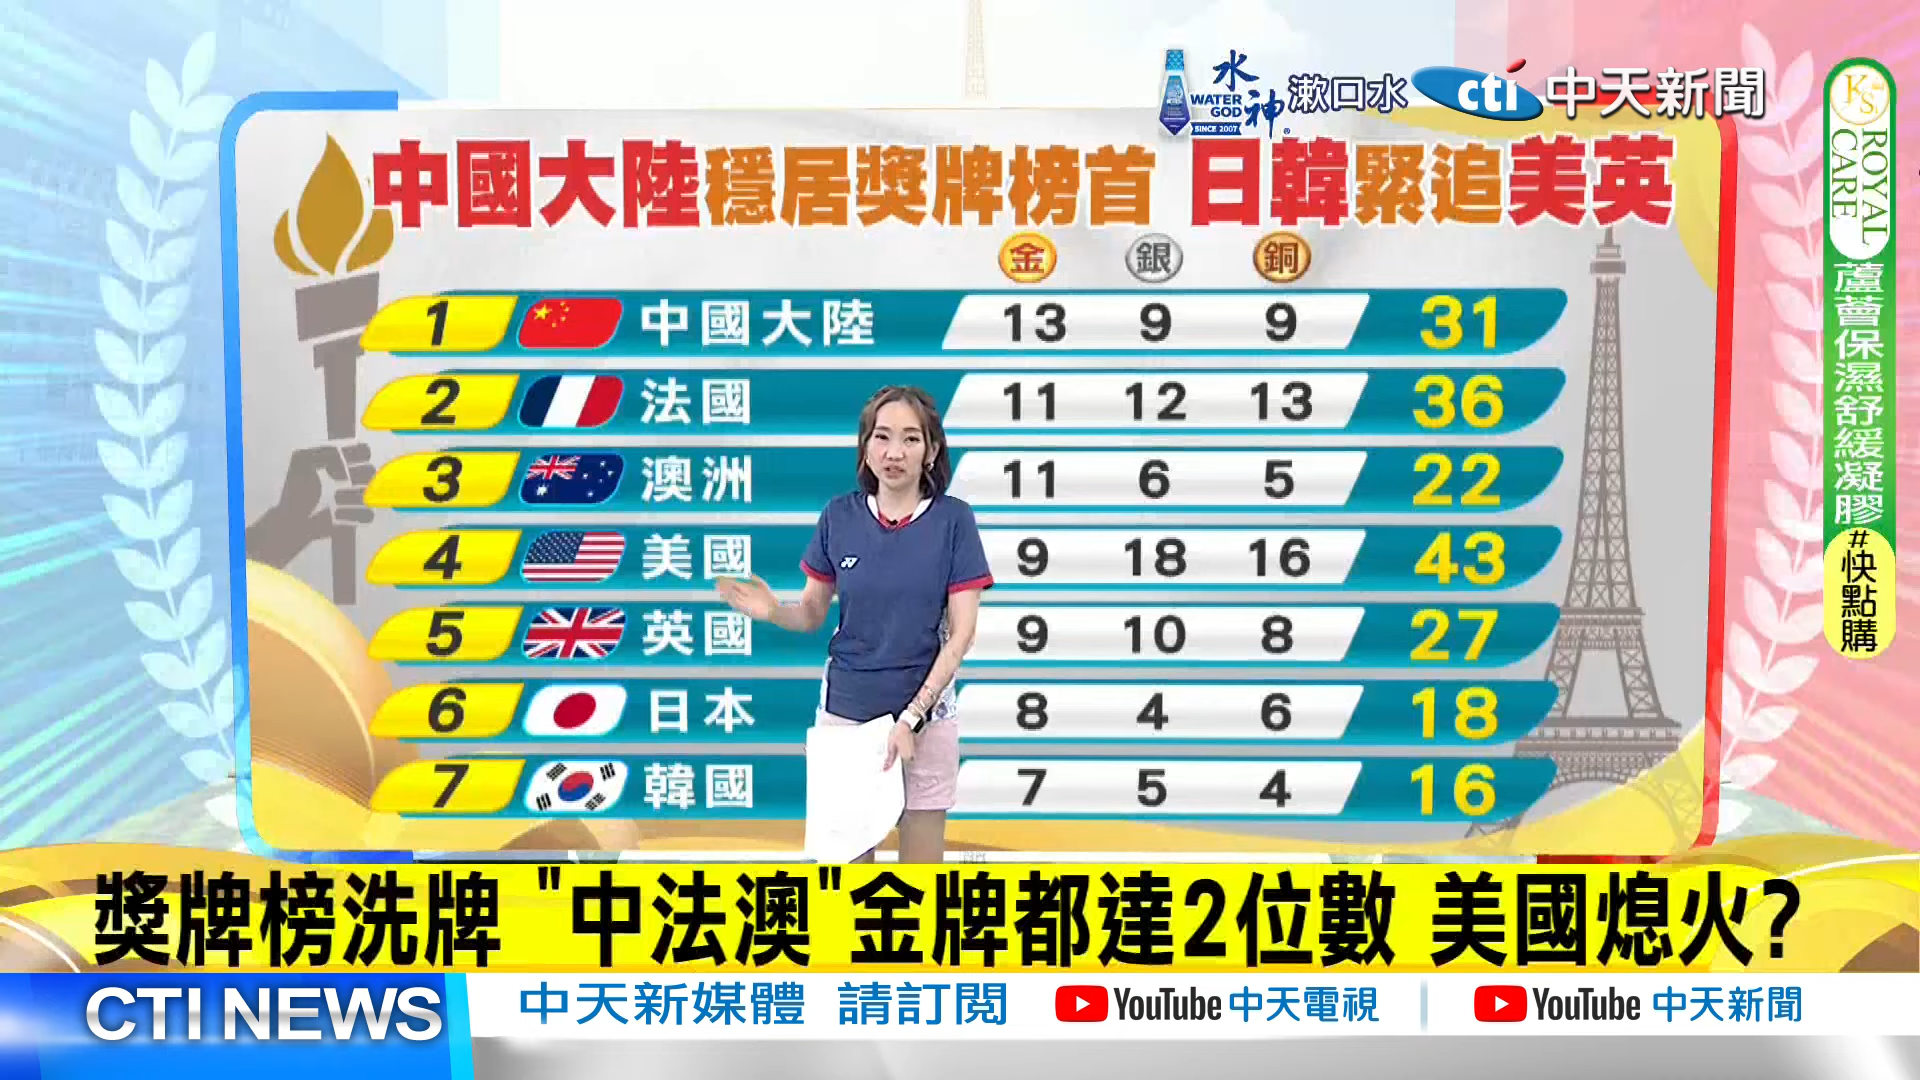 水神
WATER GOD
SINCE 2007
漱口水
cti 中天新聞
中國大陸穩居獎牌榜首 日韓緊追美英
金 銀 銅
1 中國大陸 13 9 9 31
2 法國 11 12 13 36
3 澳洲 11 6 5 22
4 美國 9 18 16 43
5 英國 9 10 8 27
6 日本 8 4 6 18
7 韓國 7 5 4 16
KS
ROYAL CARE
蘆薈保濕舒緩凝膠
#快點購
獎牌榜洗牌 "中法澳"金牌都達2位數 美國熄火?
CTI NEWS 中天新媒體 請訂閱 YouTube 中天電視 YouTube 中天新聞